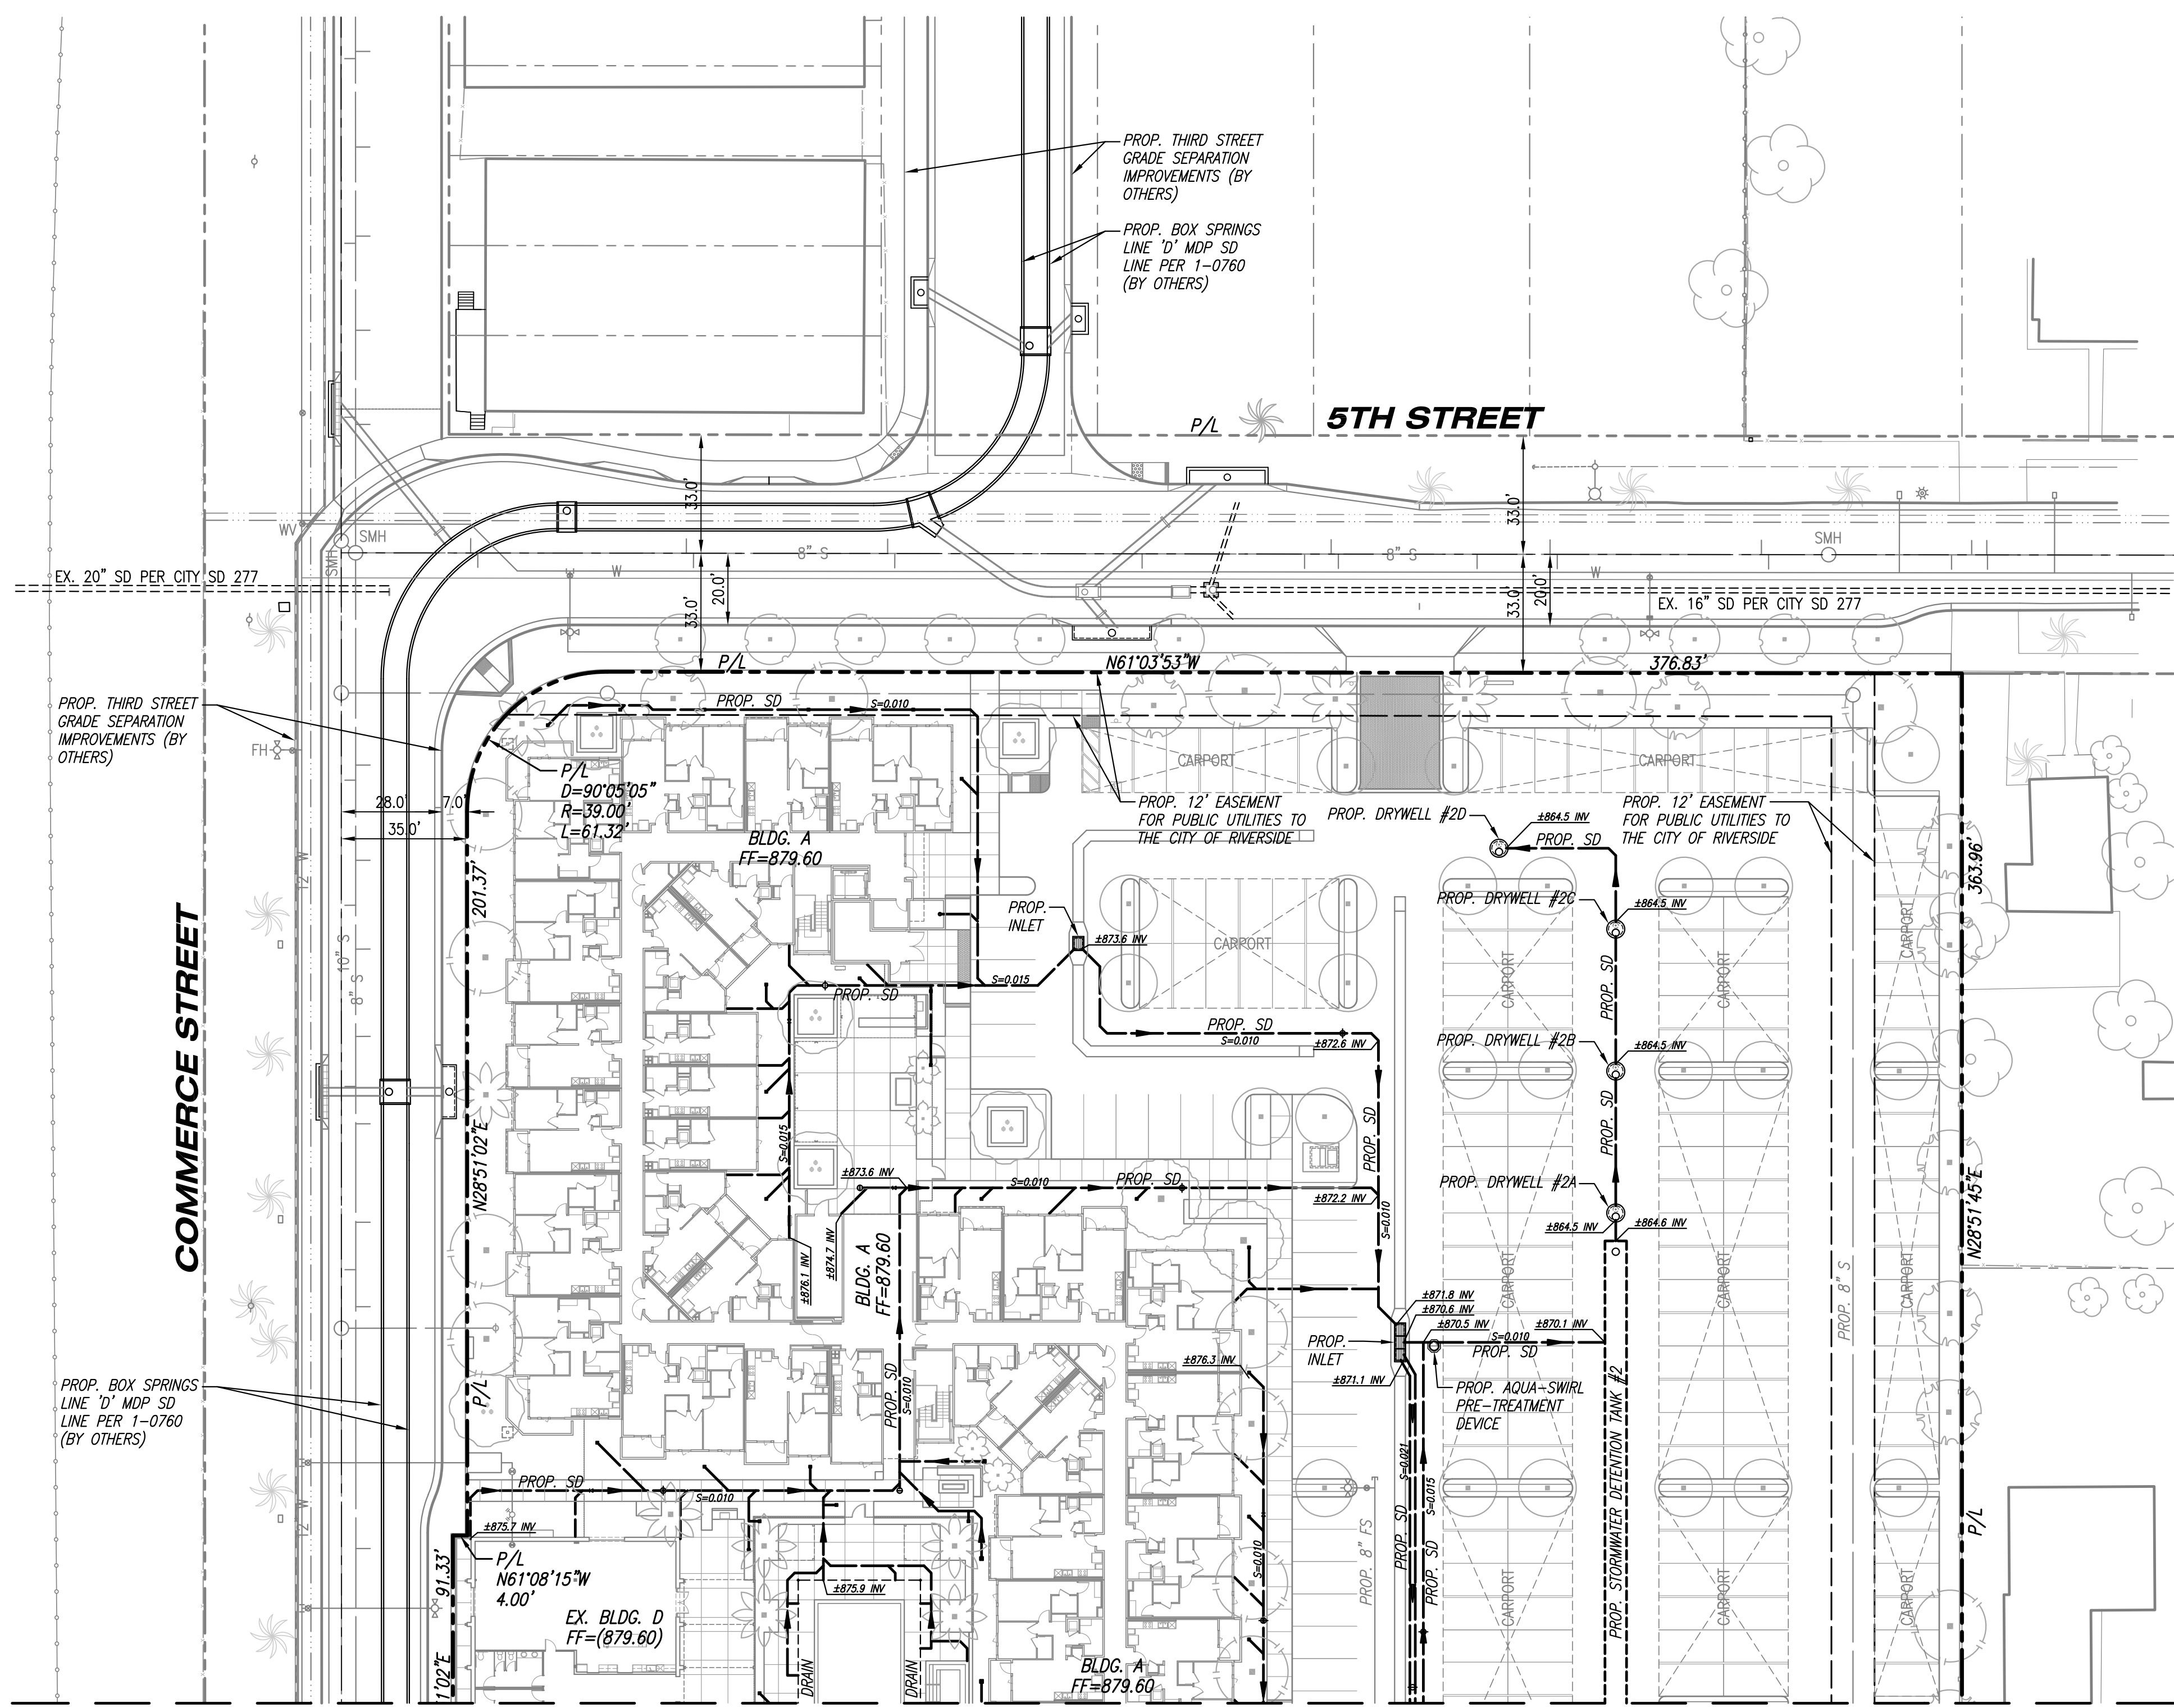 PROP. THIRD STREET
GRADE SEPARATION
IMPROVEMENTS (BY
OTHERS)
PROP. BOX SPRINGS
LINE 'D' MDP SD
LINE PER 1-0760
(BY OTHERS)
5TH STREET
P/L
33.0'
33.0'
WV
SMH
SMH
8" S
8" S
SMH
W
W
EX. 20" SD PER CITY SD 277
20.0'
33.0'
33.0'
20.0'
EX. 16" SD PER CITY SD 277
P/L
N61°03'53"W
376.83'
PROP. THIRD STREET
GRADE SEPARATION
IMPROVEMENTS (BY
OTHERS)
FH
PROP. SD
S=0.010
CARPORT
CARPORT
P/L
D=90°05'05"
R=39.00'
L=61.32'
28.0'
7.0'
35.0'
BLDG. A
FF=879.60
PROP. 12' EASEMENT
FOR PUBLIC UTILITIES TO
THE CITY OF RIVERSIDE
PROP. DRYWELL #2D
±864.5 INV
PROP. SD
PROP. 12' EASEMENT
FOR PUBLIC UTILITIES TO
THE CITY OF RIVERSIDE
201.37'
363.96'
PROP. DRYWELL #2C
±864.5 INV
PROP.
INLET
±873.6 INV
CARPORT
CARPORT
CARPORT
CARPORT
PROP. SD
COMMERCE STREET
12" W
10" S
8" S
S=0.015
PROP. SD
PROP. SD
S=0.010
±872.6 INV
PROP. DRYWELL #2B
±864.5 INV
PROP. SD
PROP. SD
S=0.015
N28°51'02"E
±873.6 INV
S=0.010
PROP. SD
±872.2 INV
S=0.010
PROP. DRYWELL #2A
±864.5 INV
±864.6 INV
N28°51'45"E
±876.1 INV
±874.7 INV
BLDG. A
FF=879.60
CARPORT
CARPORT
CARPORT
PROP. 8" S
±871.8 INV
±870.6 INV
±870.5 INV
±870.1 INV
S=0.010
PROP. SD
PROP.
INLET
±871.1 INV
±876.3 INV
PROP. AQUA-SWIRL
PRE-TREATMENT
DEVICE
PROP. BOX SPRINGS
LINE 'D' MDP SD
LINE PER 1-0760
(BY OTHERS)
P/L
PROP. SD
S=0.010
PROP. SD
S=0.010
±875.7 INV
12" W
P/L
N61°08'15"W
4.00'
91.33'
EX. BLDG. D
FF=(879.60)
±875.9 INV
DRAIN
DRAIN
S=0.010
BLDG. A
FF=879.60
PROP. 8" FS
S=0.021
PROP. SD
S=0.015
PROP. SD
PROP. STORMWATER DETENTION TANK #2
CARPORT
CARPORT
CARPORT
P/L
1'02"E